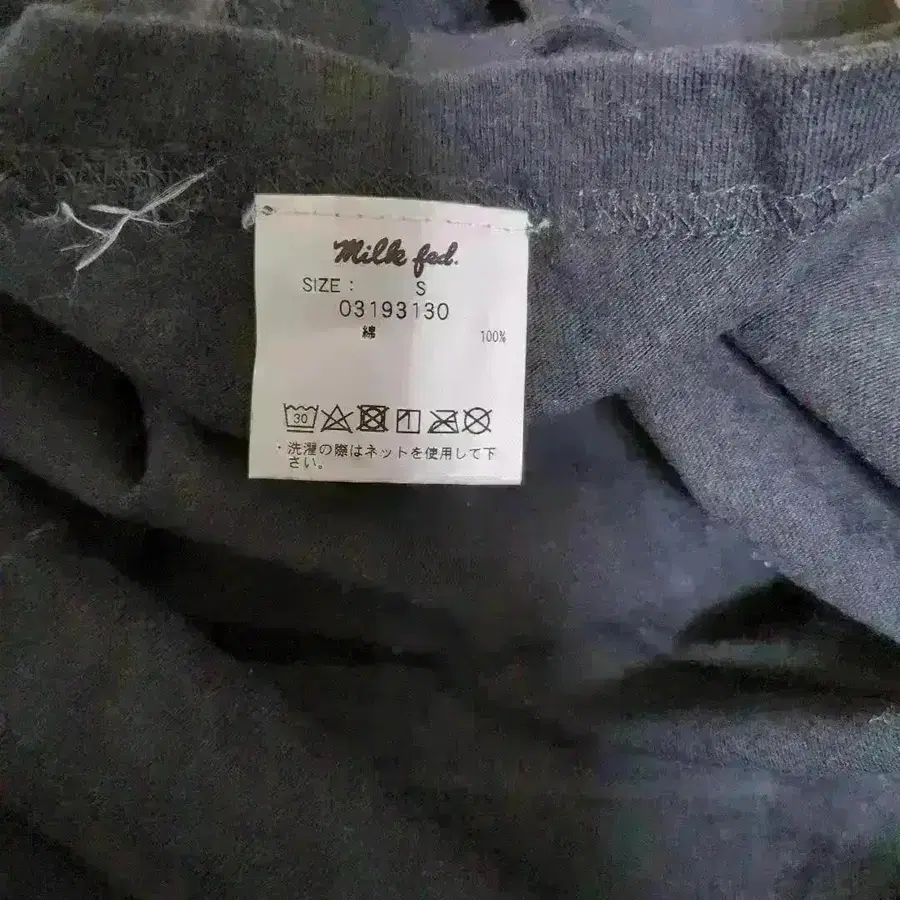 Milk fed.
SIZE : S
03193130
綿 100%
30
・洗濯の際はネットを使用して下
さい。